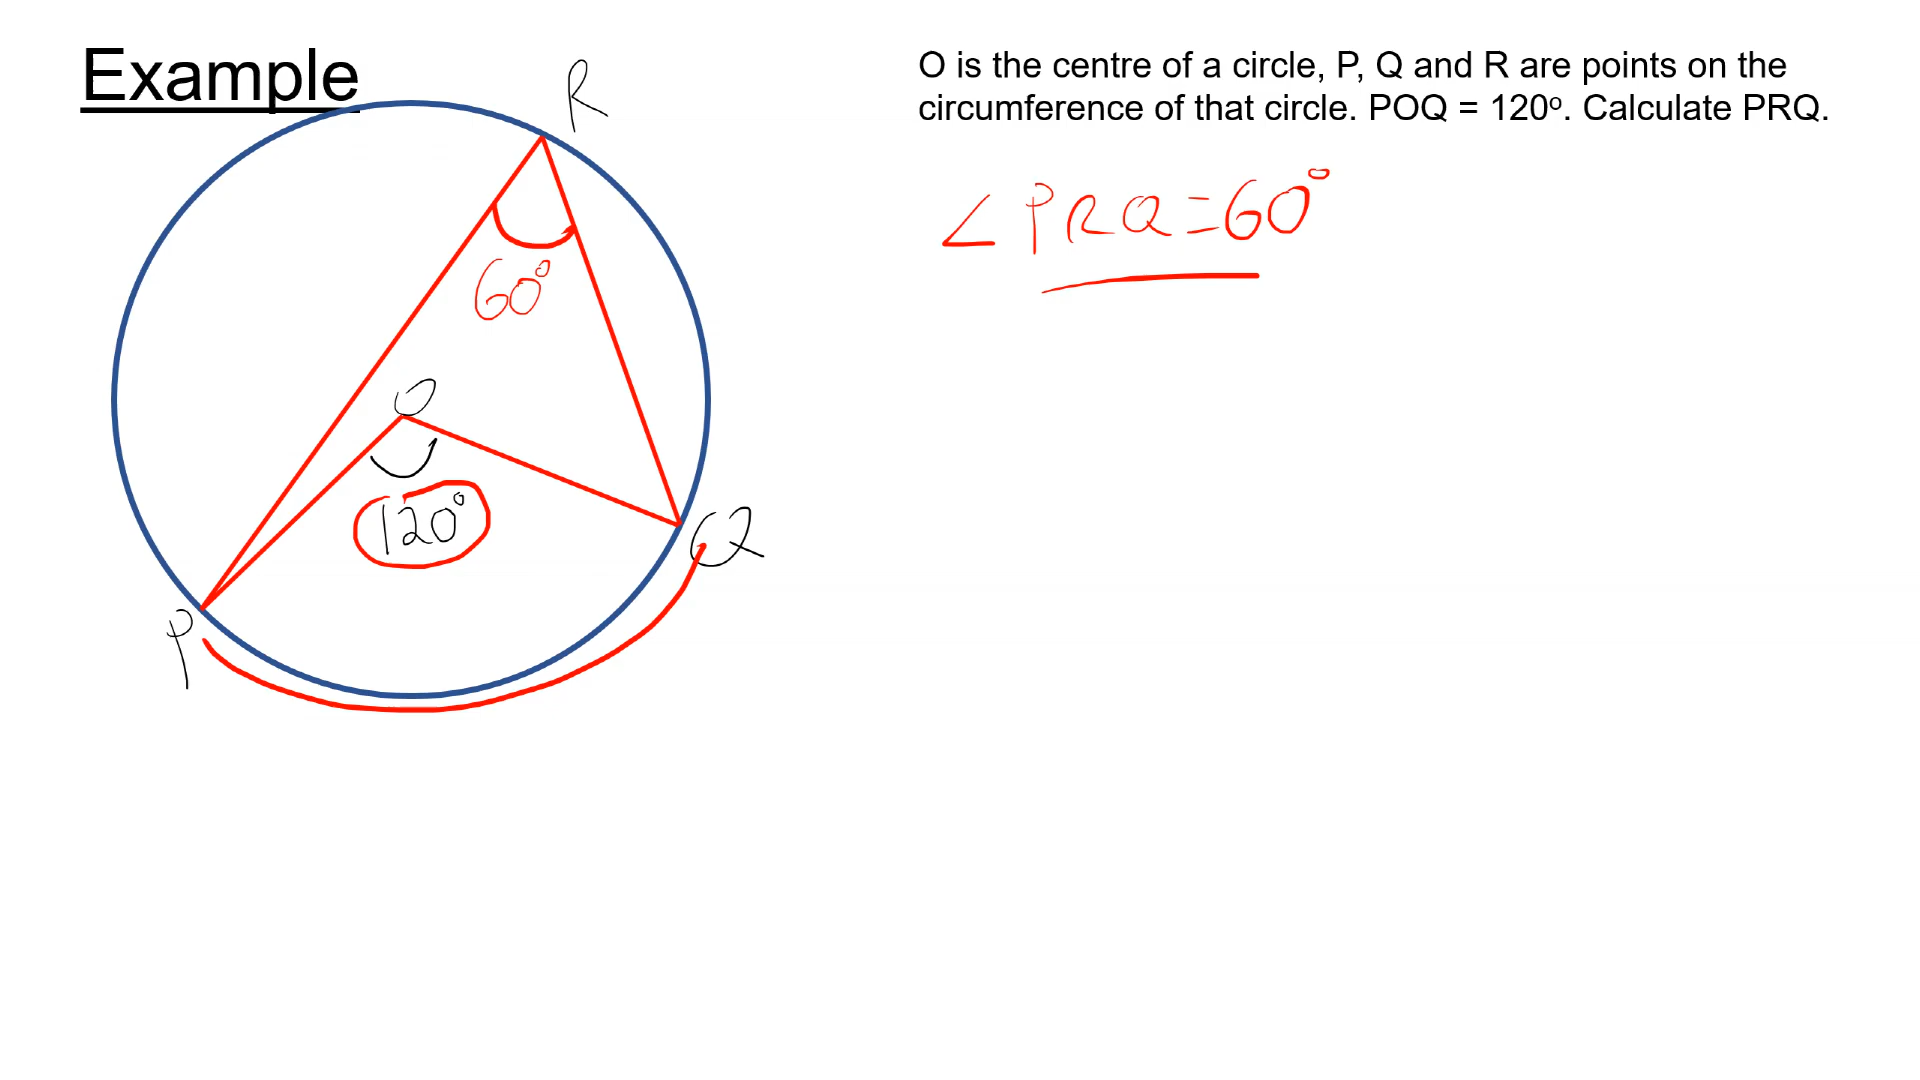 Example
O is the centre of a circle, P, Q and R are points on the
circumference of that circle. POQ = 120°. Calculate PRQ.
R
∠PRQ=60°
60°
O
120°
Q
P